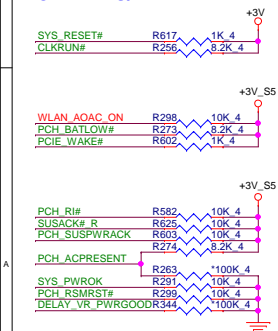 +3V
SYS_RESET# R617 1K_4
CLKRUN# R256 8.2K_4
+3V_S5
WLAN_AOAC_ON R298 10K_4
PCH_BATLOW# R273 8.2K_4
PCIE_WAKE# R602 1K_4
+3V_S5
PCH_RI# R582 10K_4
SUSACK#_R R625 10K_4
PCH_SUSPWRACK R603 10K_4
R274 8.2K_4
PCH_ACPRESENT
A
R263 *100K_4
SYS_PWROK R291 10K_4
PCH_RSMRST# R299 10K_4
DELAY_VR_PWRGOOD R344 *100K_4